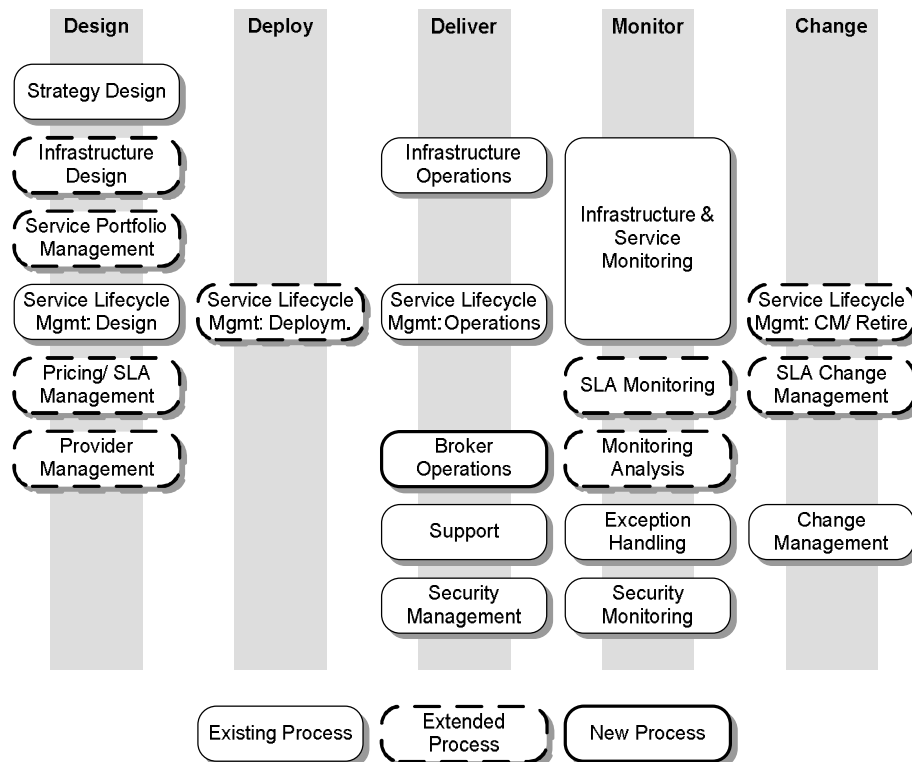 Design
Deploy
Deliver
Monitor
Change
Strategy Design
Infrastructure
Design
Infrastructure
Operations
Infrastructure &
Service
Monitoring
Service Portfolio
Management
Service Lifecycle
Mgmt: Design
Service Lifecycle
Mgmt: Deploym.
Service Lifecycle
Mgmt: Operations
Service Lifecycle
Mgmt: CM/ Retire
Pricing/ SLA
Management
SLA Monitoring
SLA Change
Management
Provider
Management
Broker
Operations
Monitoring
Analysis
Support
Exception
Handling
Change
Management
Security
Management
Security
Monitoring
Existing Process
Extended
Process
New Process